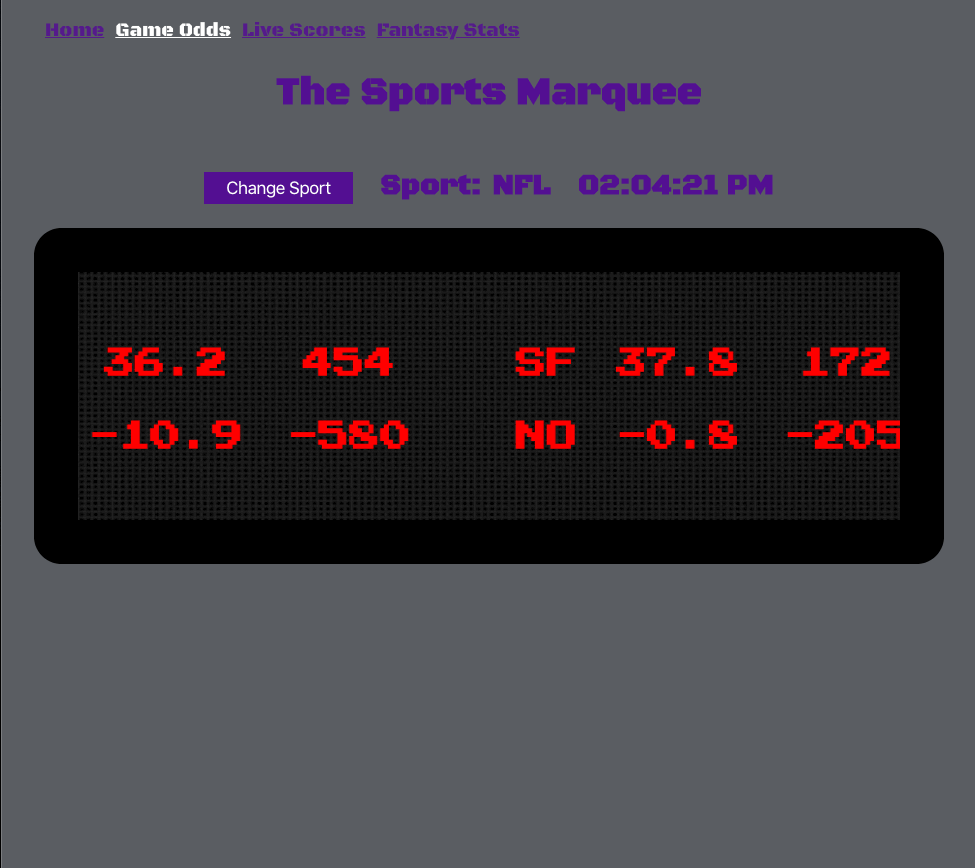 Home Game Odds Live Scores Fantasy Stats
The Sports Marquee
Change Sport Sport: NFL 02:04:21 PM
36.2 454 SF 37.8 172
-10.9 -580 NO -0.8 -205